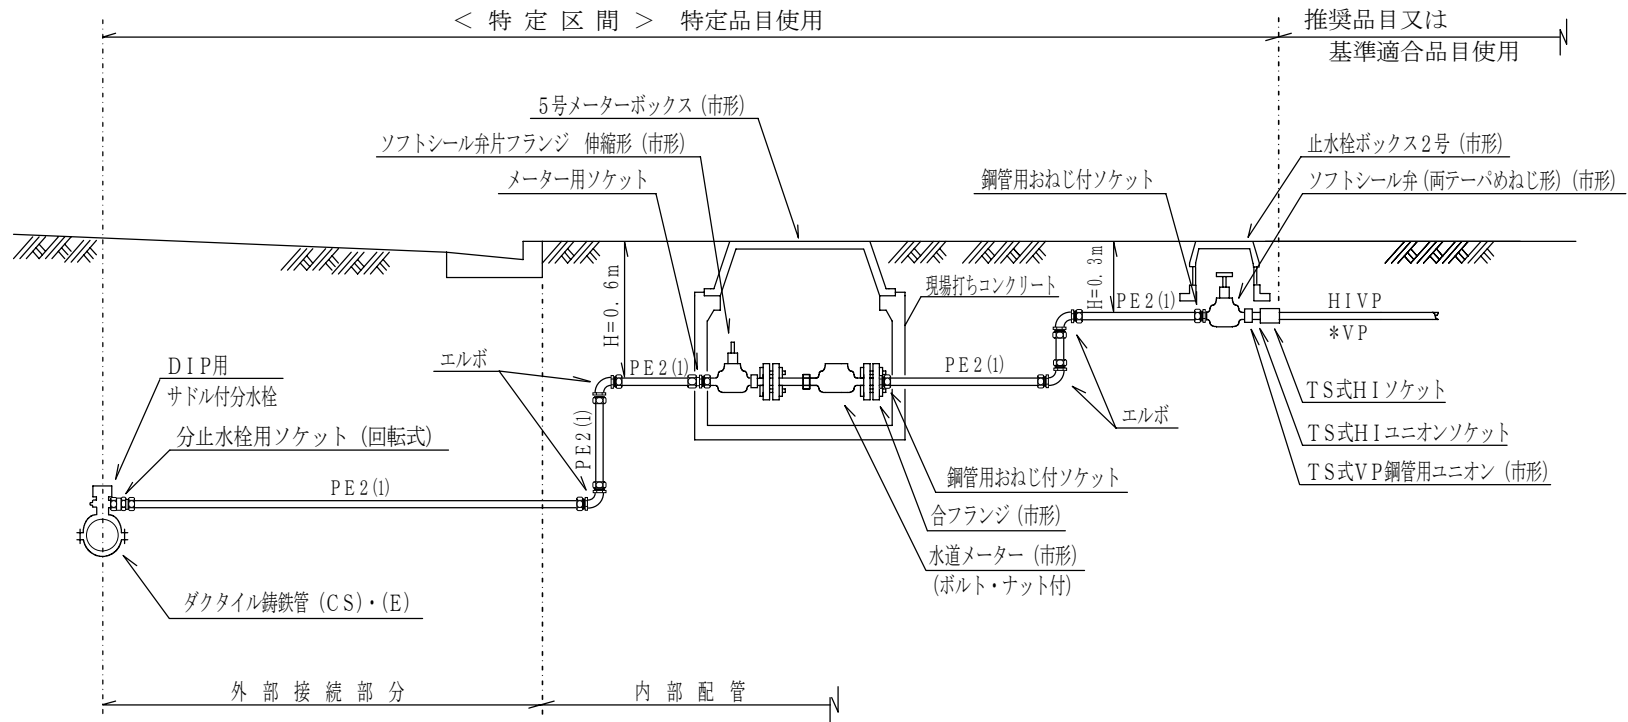 ＜ 特 定 区 間 ＞　特定品目使用
推奨品目又は
基準適合品目使用
5号メーターボックス (市形)
ソフトシール弁片フランジ　伸縮形 (市形)
メーター用ソケット
鋼管用おねじ付ソケット
止水栓ボックス2号 (市形)
ソフトシール弁 (両テーパめねじ形) (市形)
H=0. 6m
現場打ちコンクリート
H=0. 3m
PE2(1)
HIVP
*VP
DIP用
サドル付分水栓
エルボ
PE2(1)
PE2(1)
TS式HIソケット
エルボ
分止水栓用ソケット (回転式)
PE2(1)
TS式HIユニオンソケット
TS式VP鋼管用ユニオン (市形)
鋼管用おねじ付ソケット
PE2(1)
合フランジ (市形)
水道メーター (市形)
(ボルト・ナット付)
ダクタイル鋳鉄管 (CS)・(E)
外 部 接 続 部 分
内 部 配 管